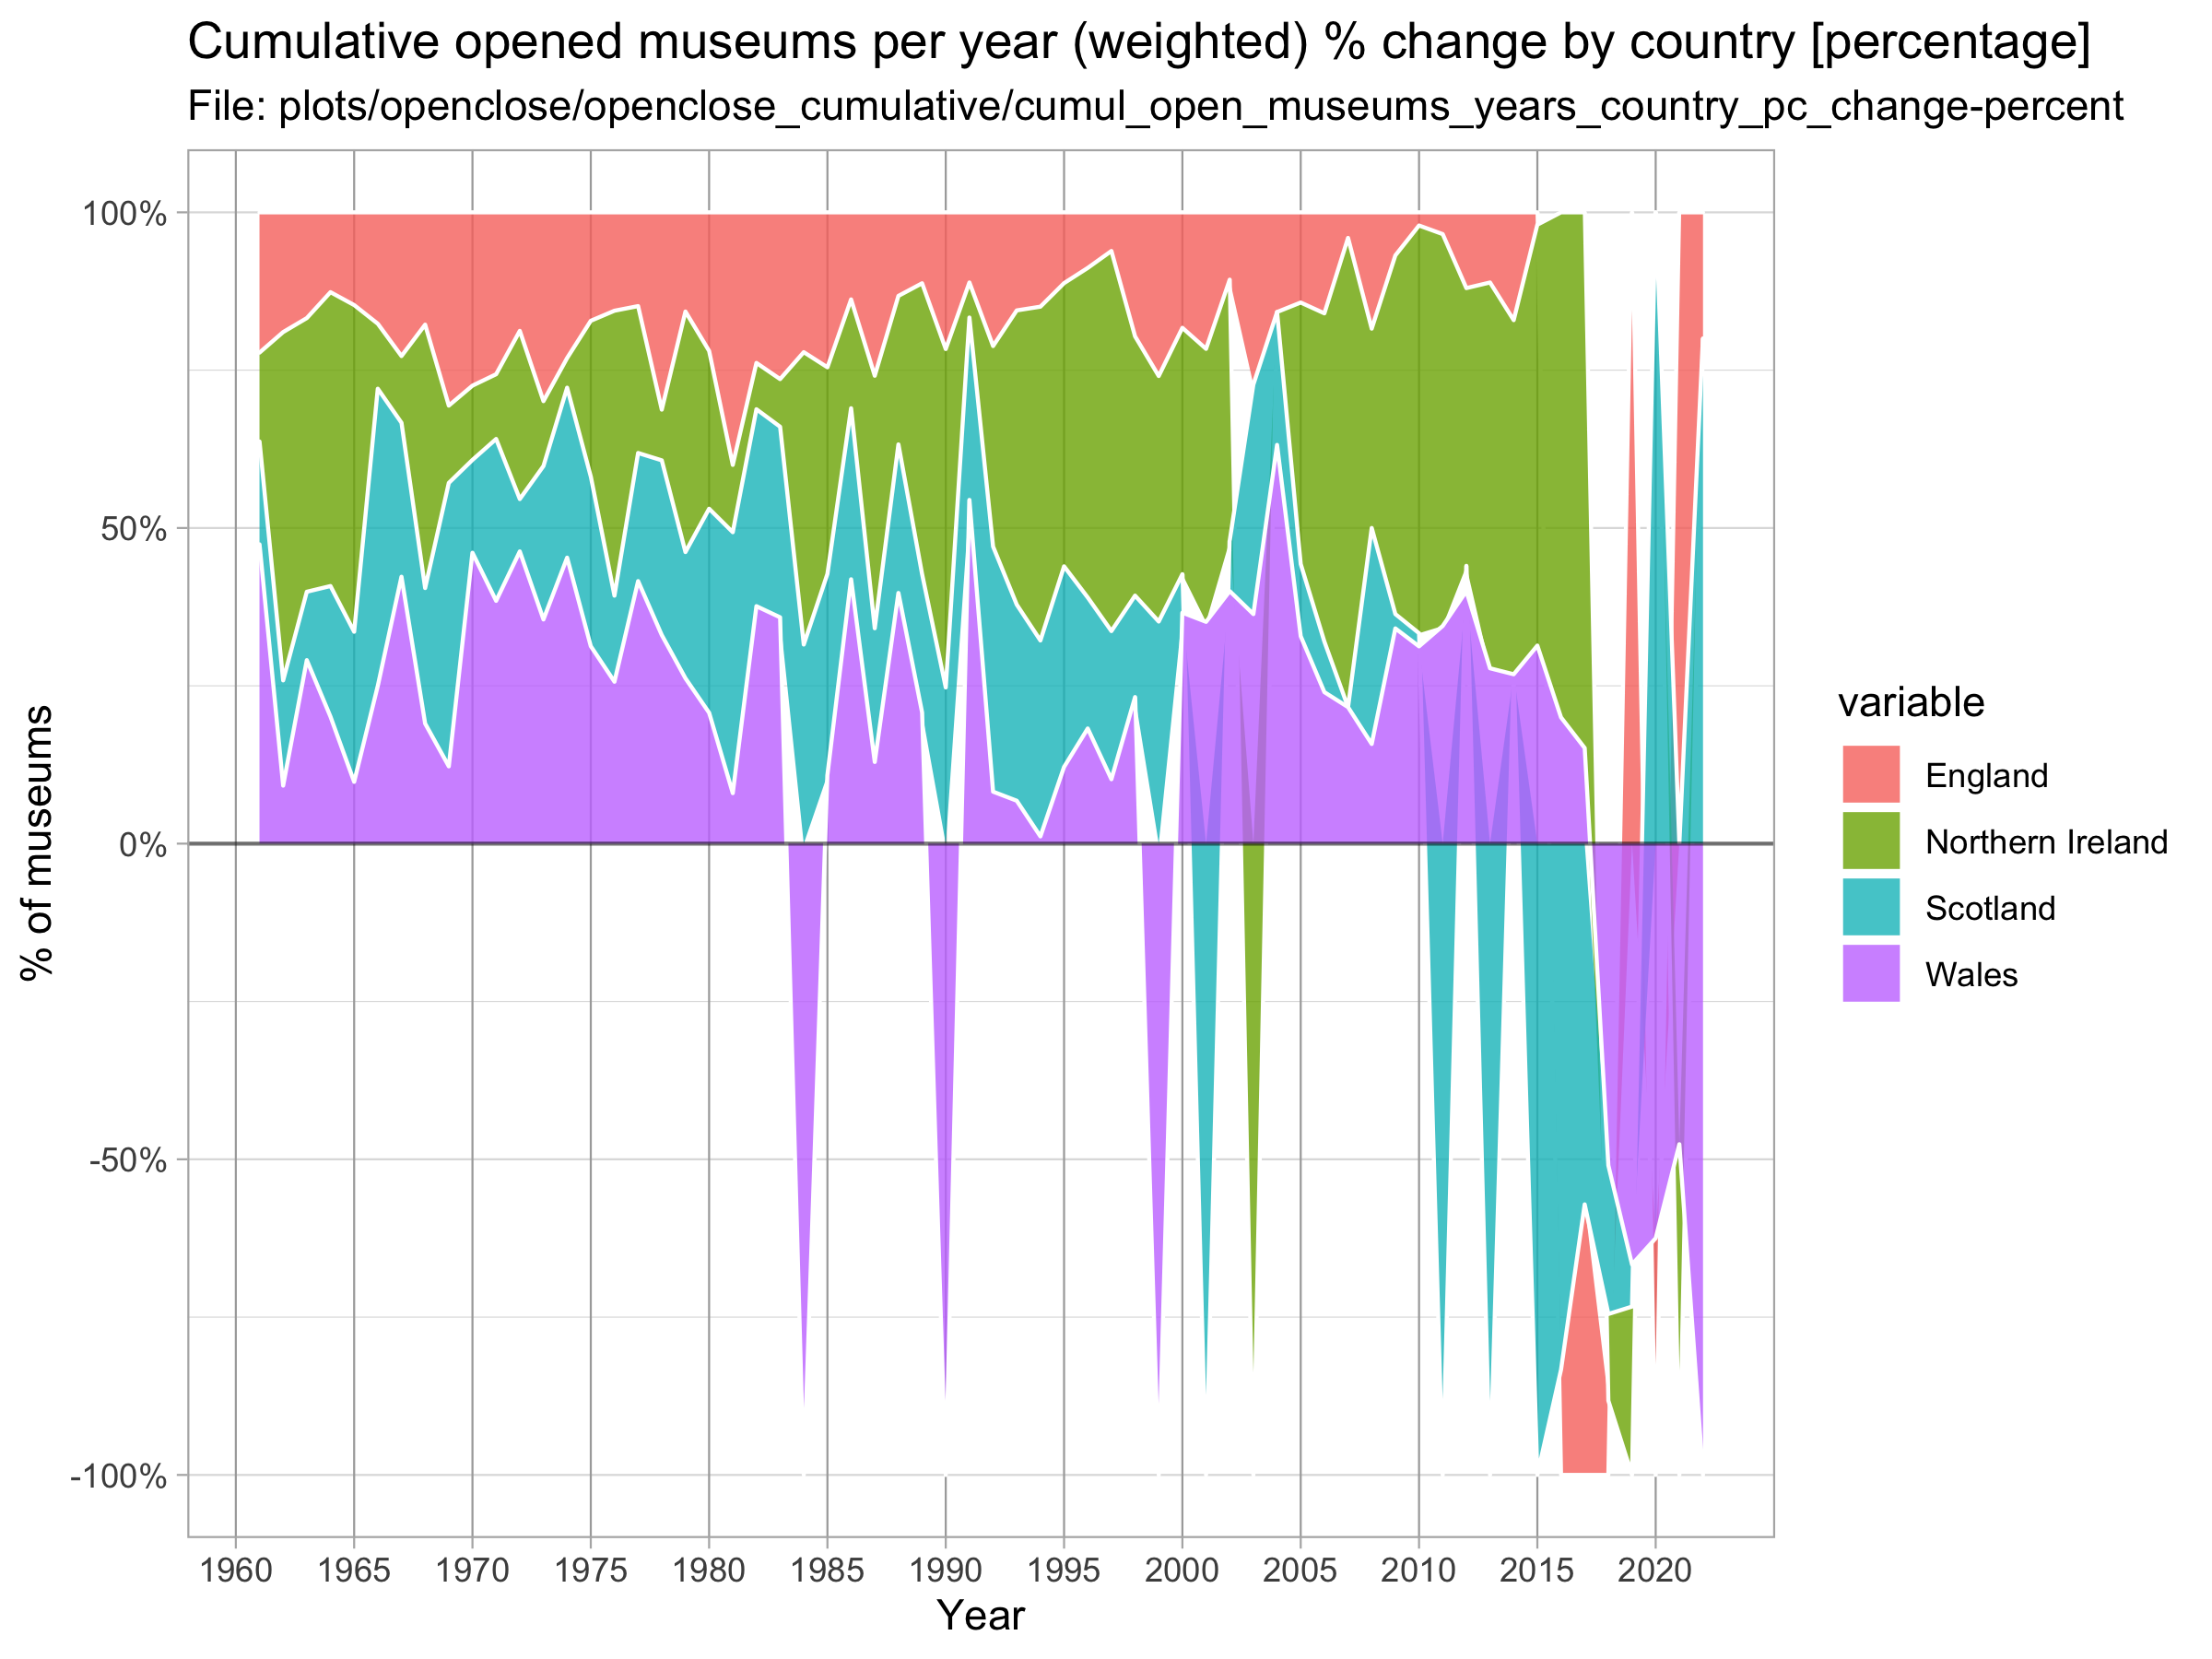 Cumulative opened museums per year (weighted) % change by country [percentage]
File: plots/openclose/openclose_cumulative/cumul_open_museums_years_country_pc_change-percent
100%
50%
0%
-50%
-100%
% of museums
1960 1965 1970 1975 1980 1985 1990 1995 2000 2005 2010 2015 2020
Year
variable
England
Northern Ireland
Scotland
Wales